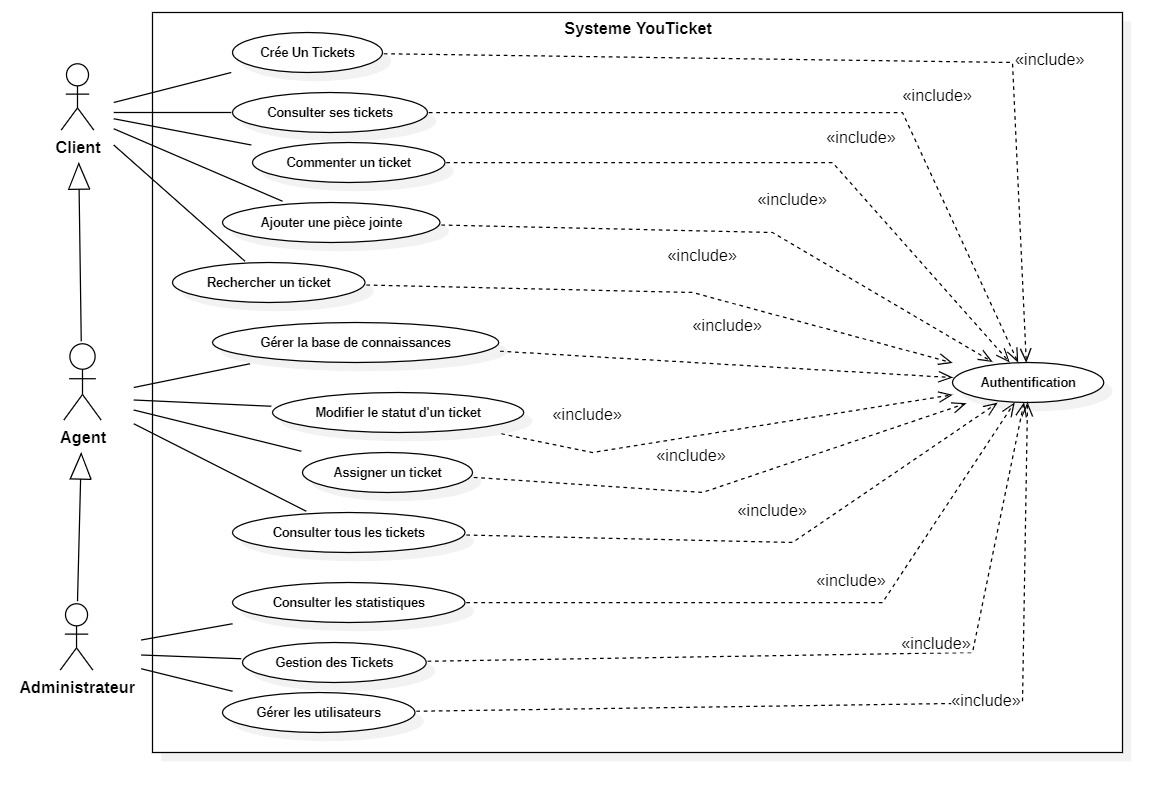 Systeme YouTicket
Crée Un Tickets
«include»
«include»
Consulter ses tickets
«include»
Client
Commenter un ticket
«include»
Ajouter une pièce jointe
«include»
Rechercher un ticket
«include»
Gérer la base de connaissances
Authentification
Modifier le statut d'un ticket
«include»
Agent
«include»
Assigner un ticket
«include»
Consulter tous les tickets
«include»
Consulter les statistiques
«include»
Gestion des Tickets
Administrateur
«include»
Gérer les utilisateurs